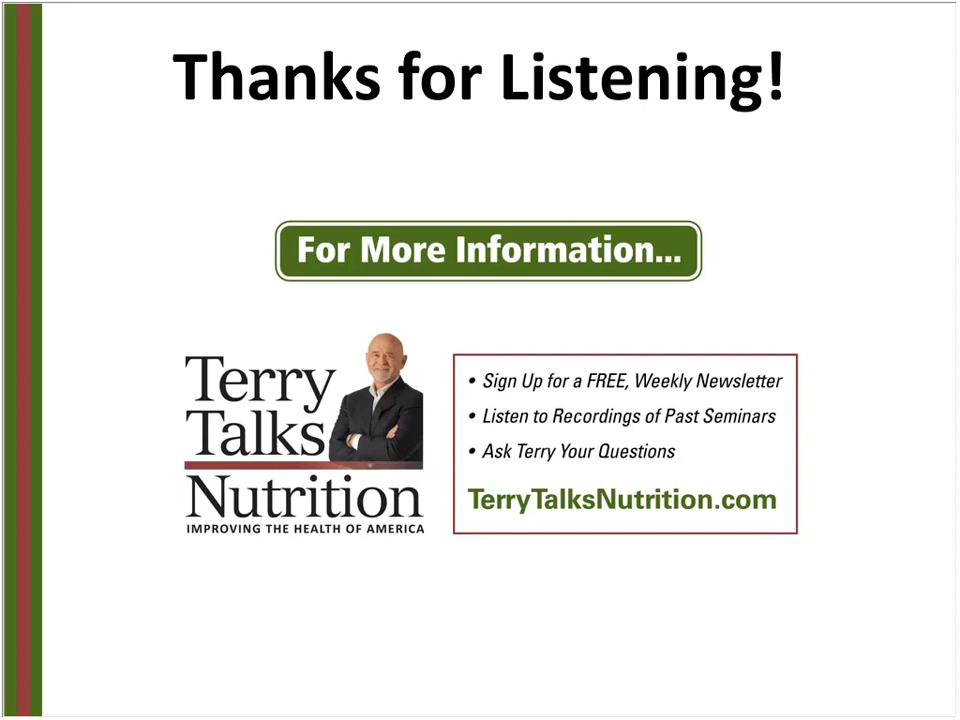 Thanks for Listening!
For More Information...
Terry
Talks
Nutrition
IMPROVING THE HEALTH OF AMERICA
• Sign Up for a FREE, Weekly Newsletter
• Listen to Recordings of Past Seminars
• Ask Terry Your Questions
TerryTalksNutrition.com